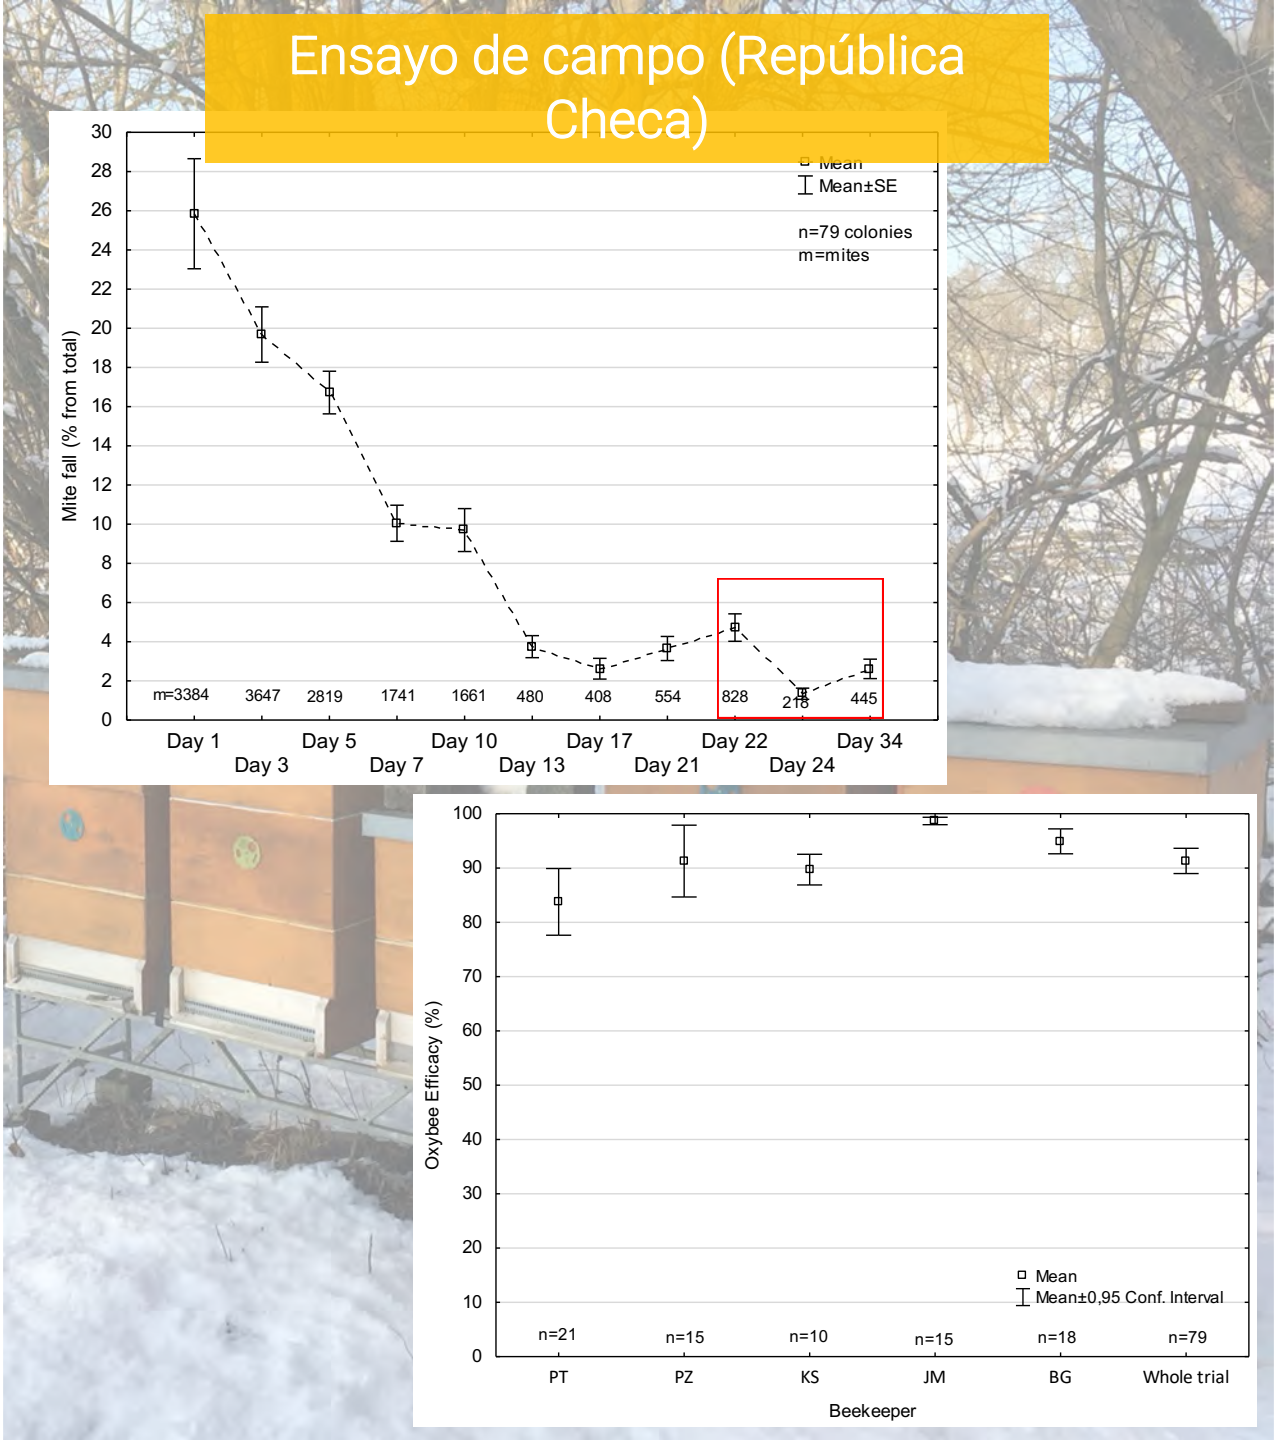 Ensayo de campo (República
Checa)
Mean
Mean±SE
n=79 colonies
m=mites
Mite fall (% from total)
30
28
26
24
22
20
18
16
14
12
10
8
6
4
2
0
m=3384 3647 2819 1741 1661 480 408 554 828 218 445
Day 1 Day 5 Day 10 Day 17 Day 22 Day 34
Day 3 Day 7 Day 13 Day 21 Day 24
Oxybee Efficacy (%)
100
90
80
70
60
50
40
30
20
10
0
Mean
Mean±0,95 Conf. Interval
n=21 n=15 n=10 n=15 n=18 n=79
PT PZ KS JM BG Whole trial
Beekeeper